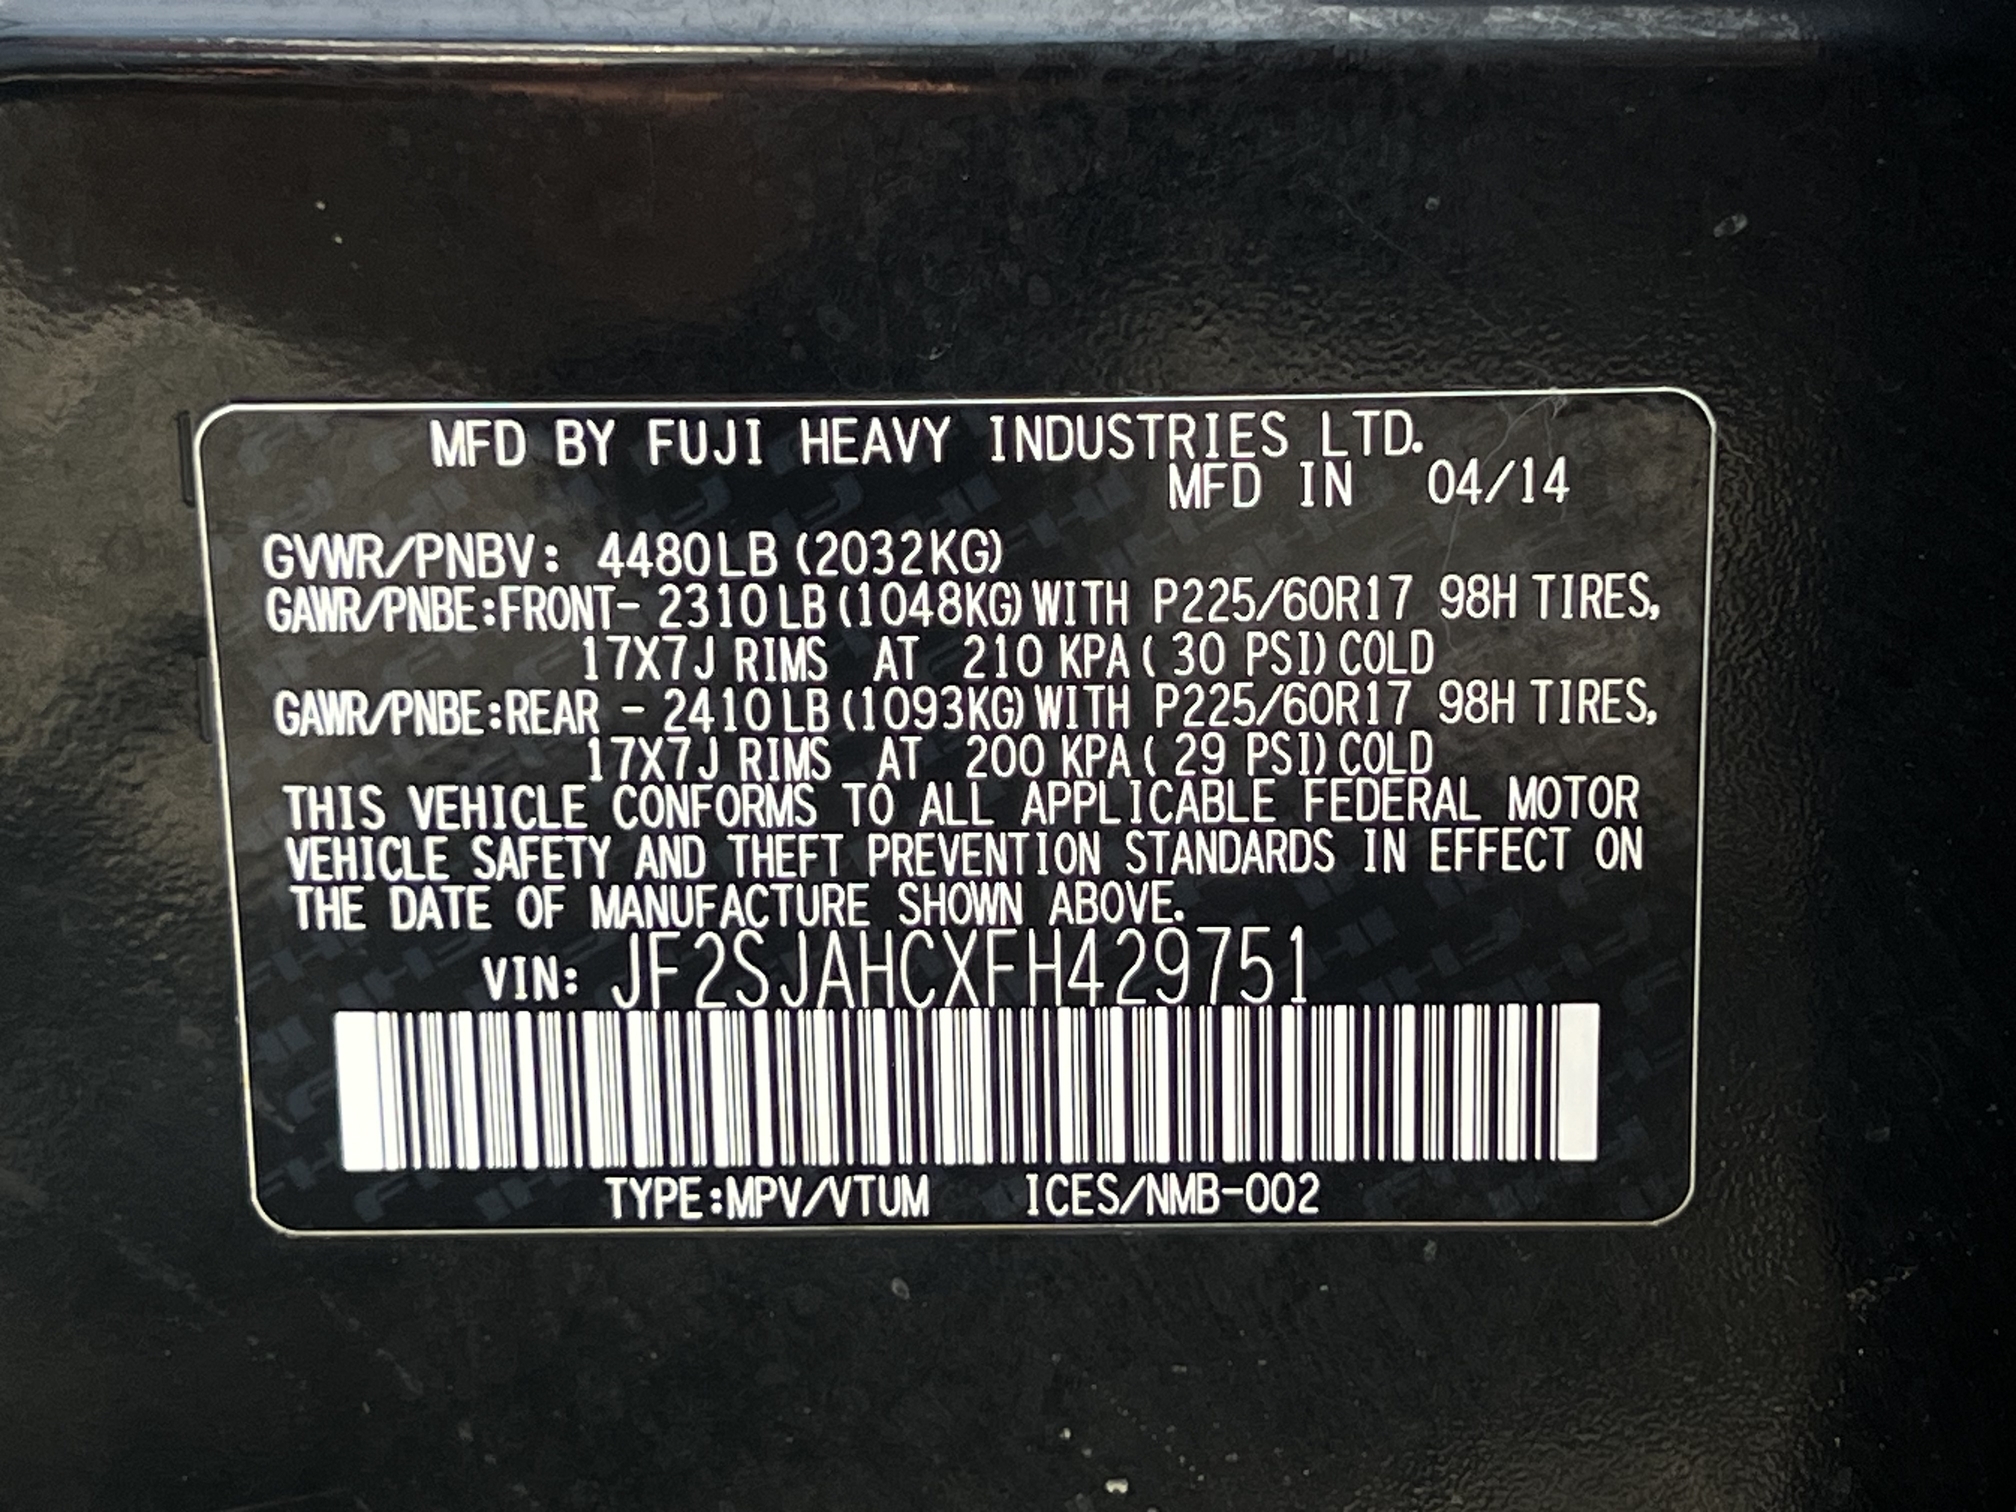 MFD BY FUJI HEAVY INDUSTRIES LTD.
MFD IN 04/14
GVWR/PNBV: 4480LB (2032KG)
GAWR/PNBE:FRONT- 2310 LB (1048KG) WITH P225/60R17 98H TIRES,
17X7J RIMS AT 210 KPA ( 30 PSI) COLD
GAWR/PNBE:REAR - 2410 LB (1093KG) WITH P225/60R17 98H TIRES,
17X7J RIMS AT 200 KPA ( 29 PSI) COLD
THIS VEHICLE CONFORMS TO ALL APPLICABLE FEDERAL MOTOR
VEHICLE SAFETY AND THEFT PREVENTION STANDARDS IN EFFECT ON
THE DATE OF MANUFACTURE SHOWN ABOVE.
VIN: JF2SJAHCXFH429751
TYPE:MPV/VTUM ICES/NMB-002